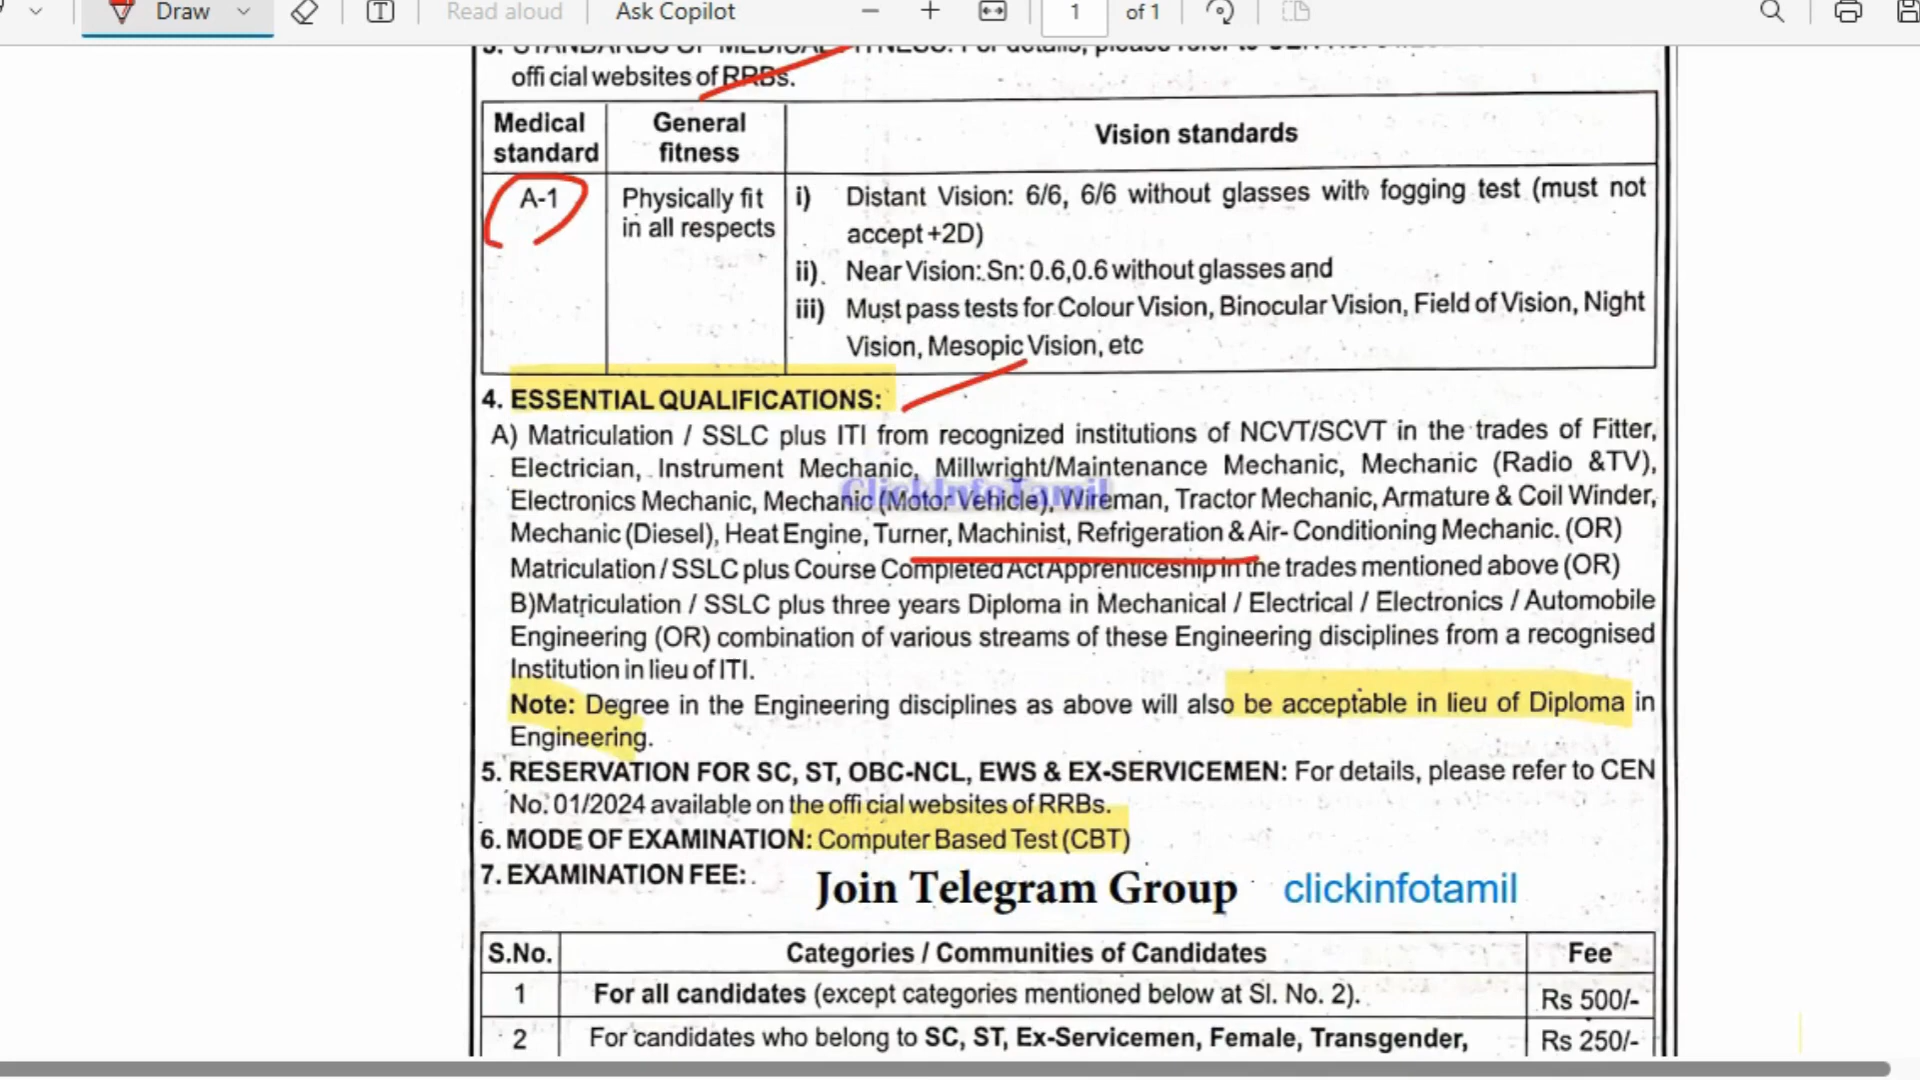 Draw
Read aloud
Ask Copilot
1
of 1
3. STANDARDS OF MEDICAL FITNESS: For details, please refer to CEN No.
offi cial websites of RRBs.
Medical standard
General fitness
Vision standards
A-1
Physically fit in all respects
i) Distant Vision: 6/6, 6/6 without glasses with fogging test (must not
accept +2D)
ii). Near Vision: Sn: 0.6,0.6 without glasses and
iii) Must pass tests for Colour Vision, Binocular Vision, Field of Vision, Night
Vision, Mesopic Vision, etc
4. ESSENTIAL QUALIFICATIONS:
A) Matriculation / SSLC plus ITI from recognized institutions of NCVT/SCVT in the trades of Fitter,
Electrician, Instrument Mechanic, Millwright/Maintenance Mechanic, Mechanic (Radio &TV),
Electronics Mechanic, Mechanic (Motor Vehicle), Wireman, Tractor Mechanic, Armature & Coil Winder,
ClickInfoTamil
Mechanic (Diesel), Heat Engine, Turner, Machinist, Refrigeration & Air- Conditioning Mechanic. (OR)
Matriculation / SSLC plus Course Completed Act Apprenticeship in the trades mentioned above (OR)
B)Matriculation / SSLC plus three years Diploma in Mechanical / Electrical / Electronics / Automobile
Engineering (OR) combination of various streams of these Engineering disciplines from a recognised
Institution in lieu of ITI.
Note: Degree in the Engineering disciplines as above will also be acceptable in lieu of Diploma in
Engineering.
5. RESERVATION FOR SC, ST, OBC-NCL, EWS & EX-SERVICEMEN: For details, please refer to CEN
No. 01/2024 available on the offi cial websites of RRBs.
6. MODE OF EXAMINATION: Computer Based Test (CBT)
7. EXAMINATION FEE:
Join Telegram Group clickinfotamil
S.No. Categories / Communities of Candidates Fee
1 For all candidates (except categories mentioned below at Sl. No. 2). Rs 500/-
2 For candidates who belong to SC, ST, Ex-Servicemen, Female, Transgender, Rs 250/-